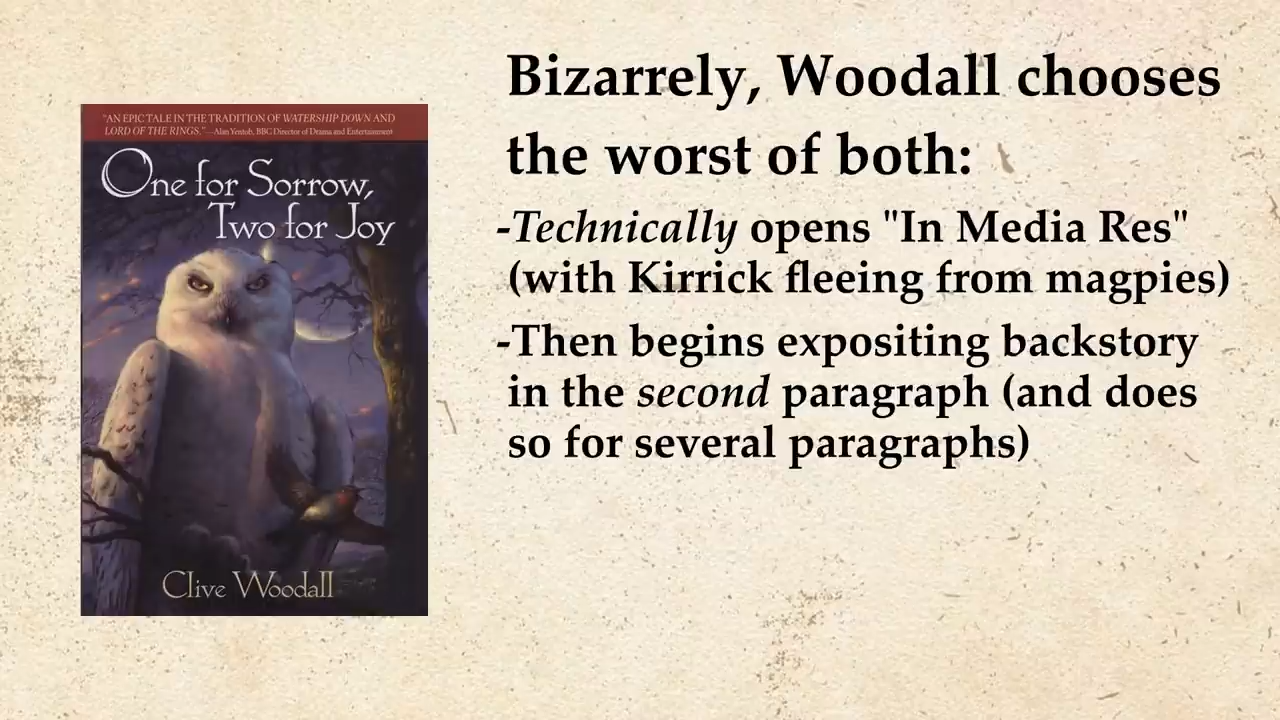 "AN EPIC TALE IN THE TRADITION OF WATERSHIP DOWN AND
LORD OF THE RINGS."—Alan Yentob, BBC Director of Drama and Entertainment
One for Sorrow,
Two for Joy
Clive Woodall
Bizarrely, Woodall chooses
the worst of both:
-Technically opens "In Media Res"
(with Kirrick fleeing from magpies)
-Then begins expositing backstory
in the second paragraph (and does
so for several paragraphs)